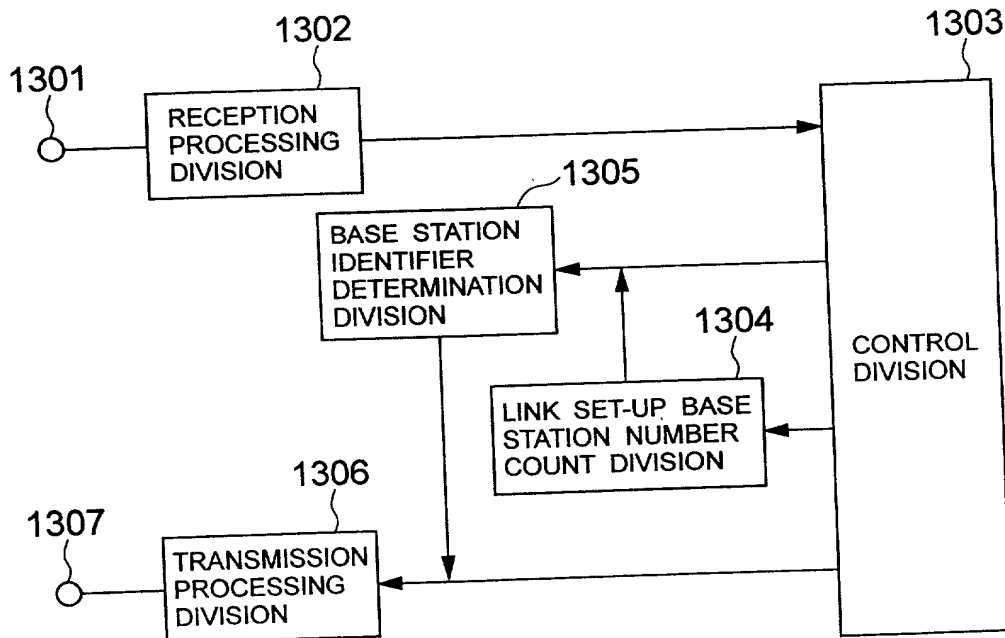 1302
1303
1301
RECEPTION
PROCESSING
DIVISION
1305
BASE STATION
IDENTIFIER
DETERMINATION
DIVISION
1304
CONTROL
DIVISION
LINK SET-UP BASE
STATION NUMBER
COUNT DIVISION
1306
1307
TRANSMISSION
PROCESSING
DIVISION